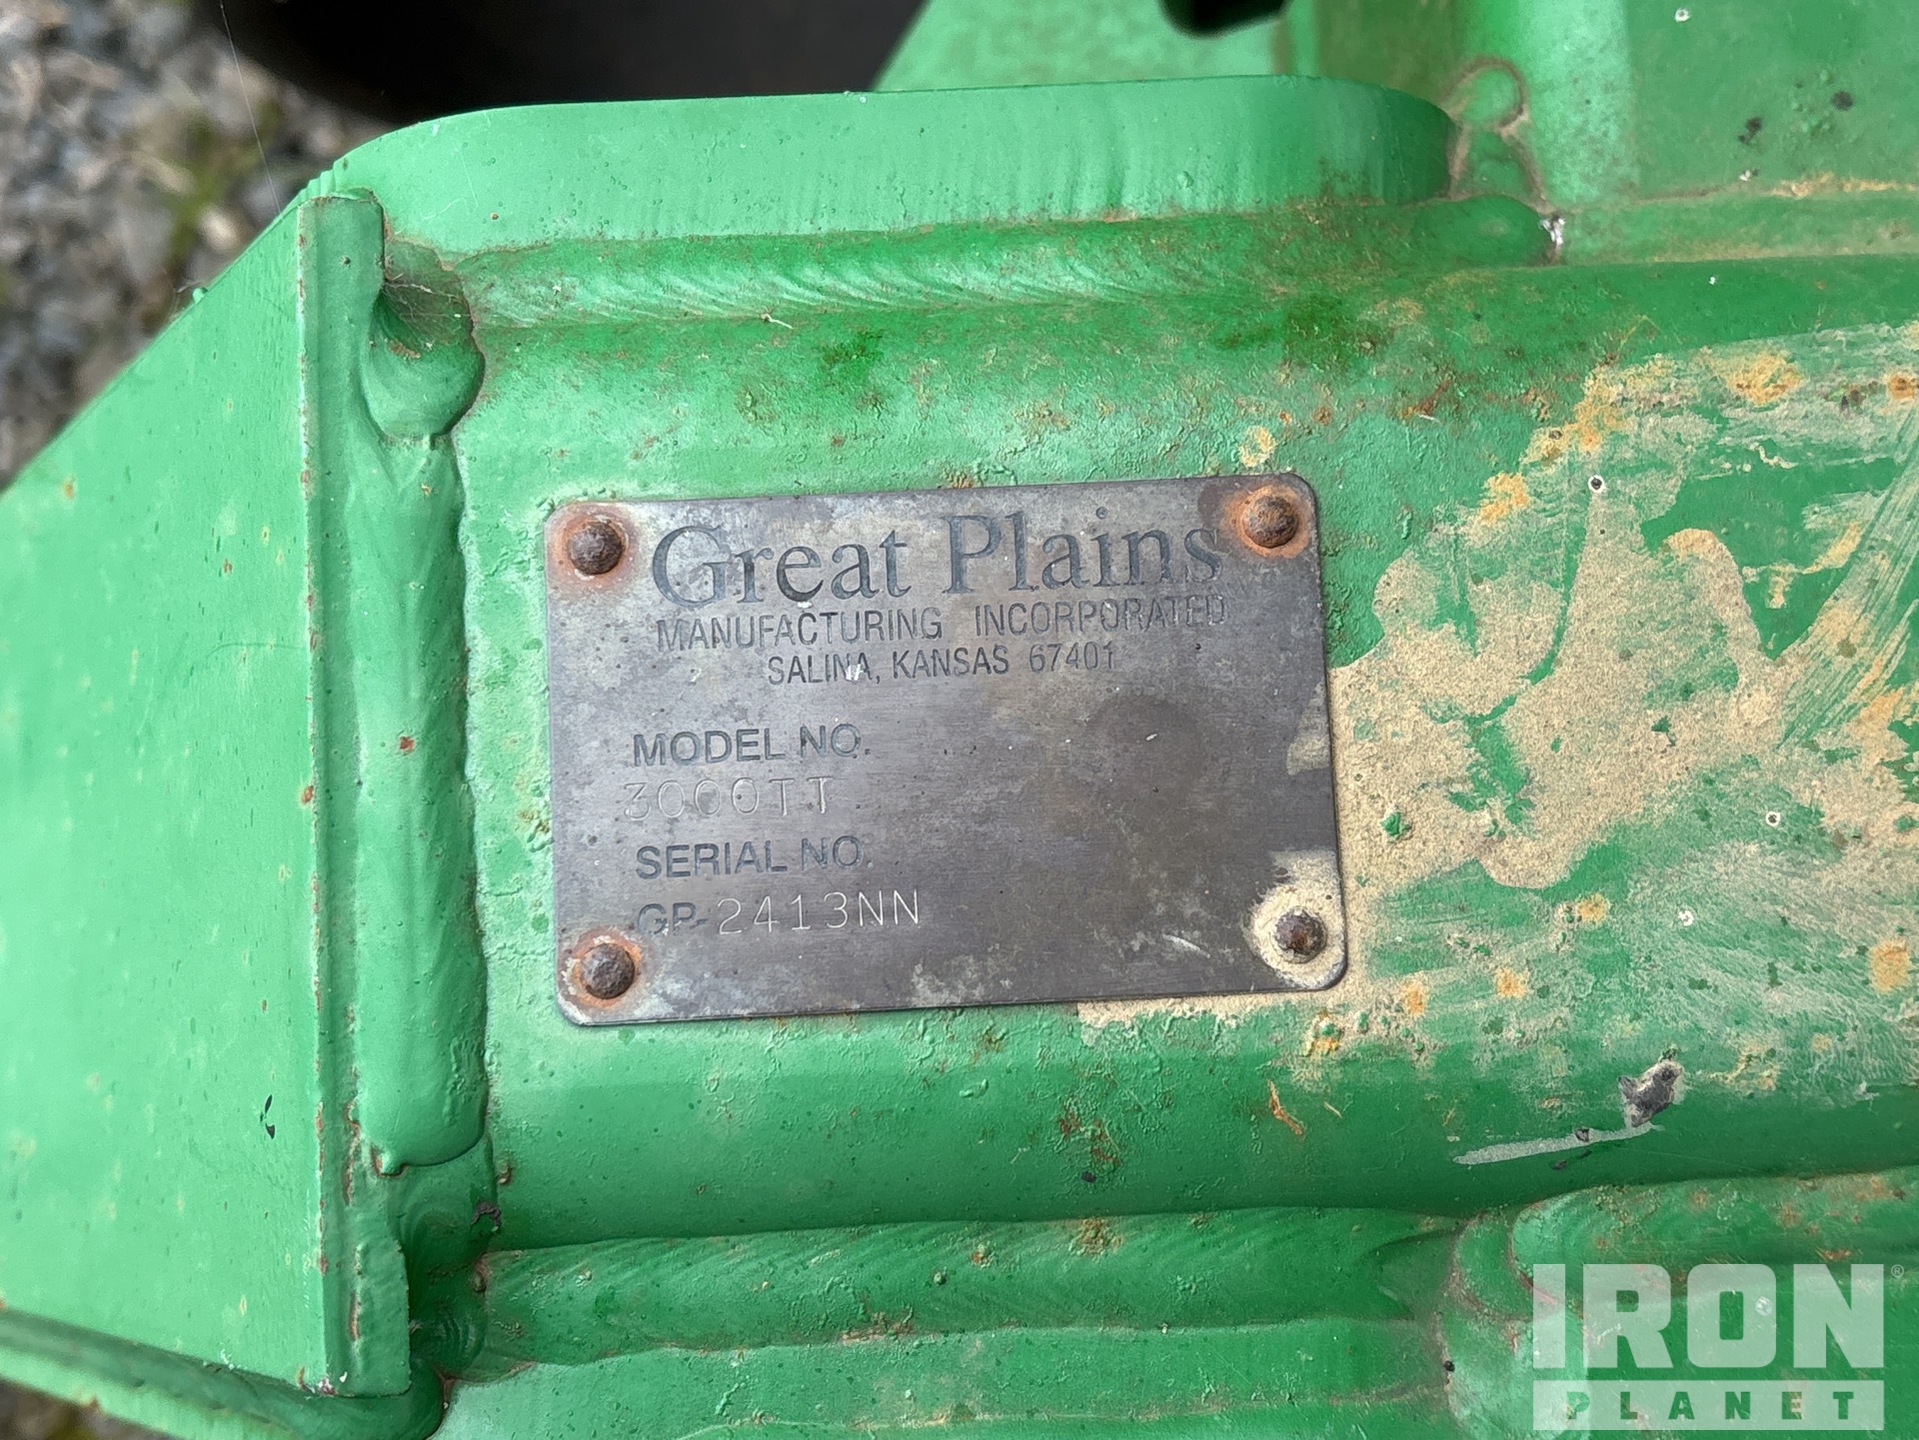 Great Plains
MANUFACTURING INCORPORATED
SALINA, KANSAS 67401
MODEL NO.
3000TT
SERIAL NO.
GP-2413NN
IRON®
PLANET